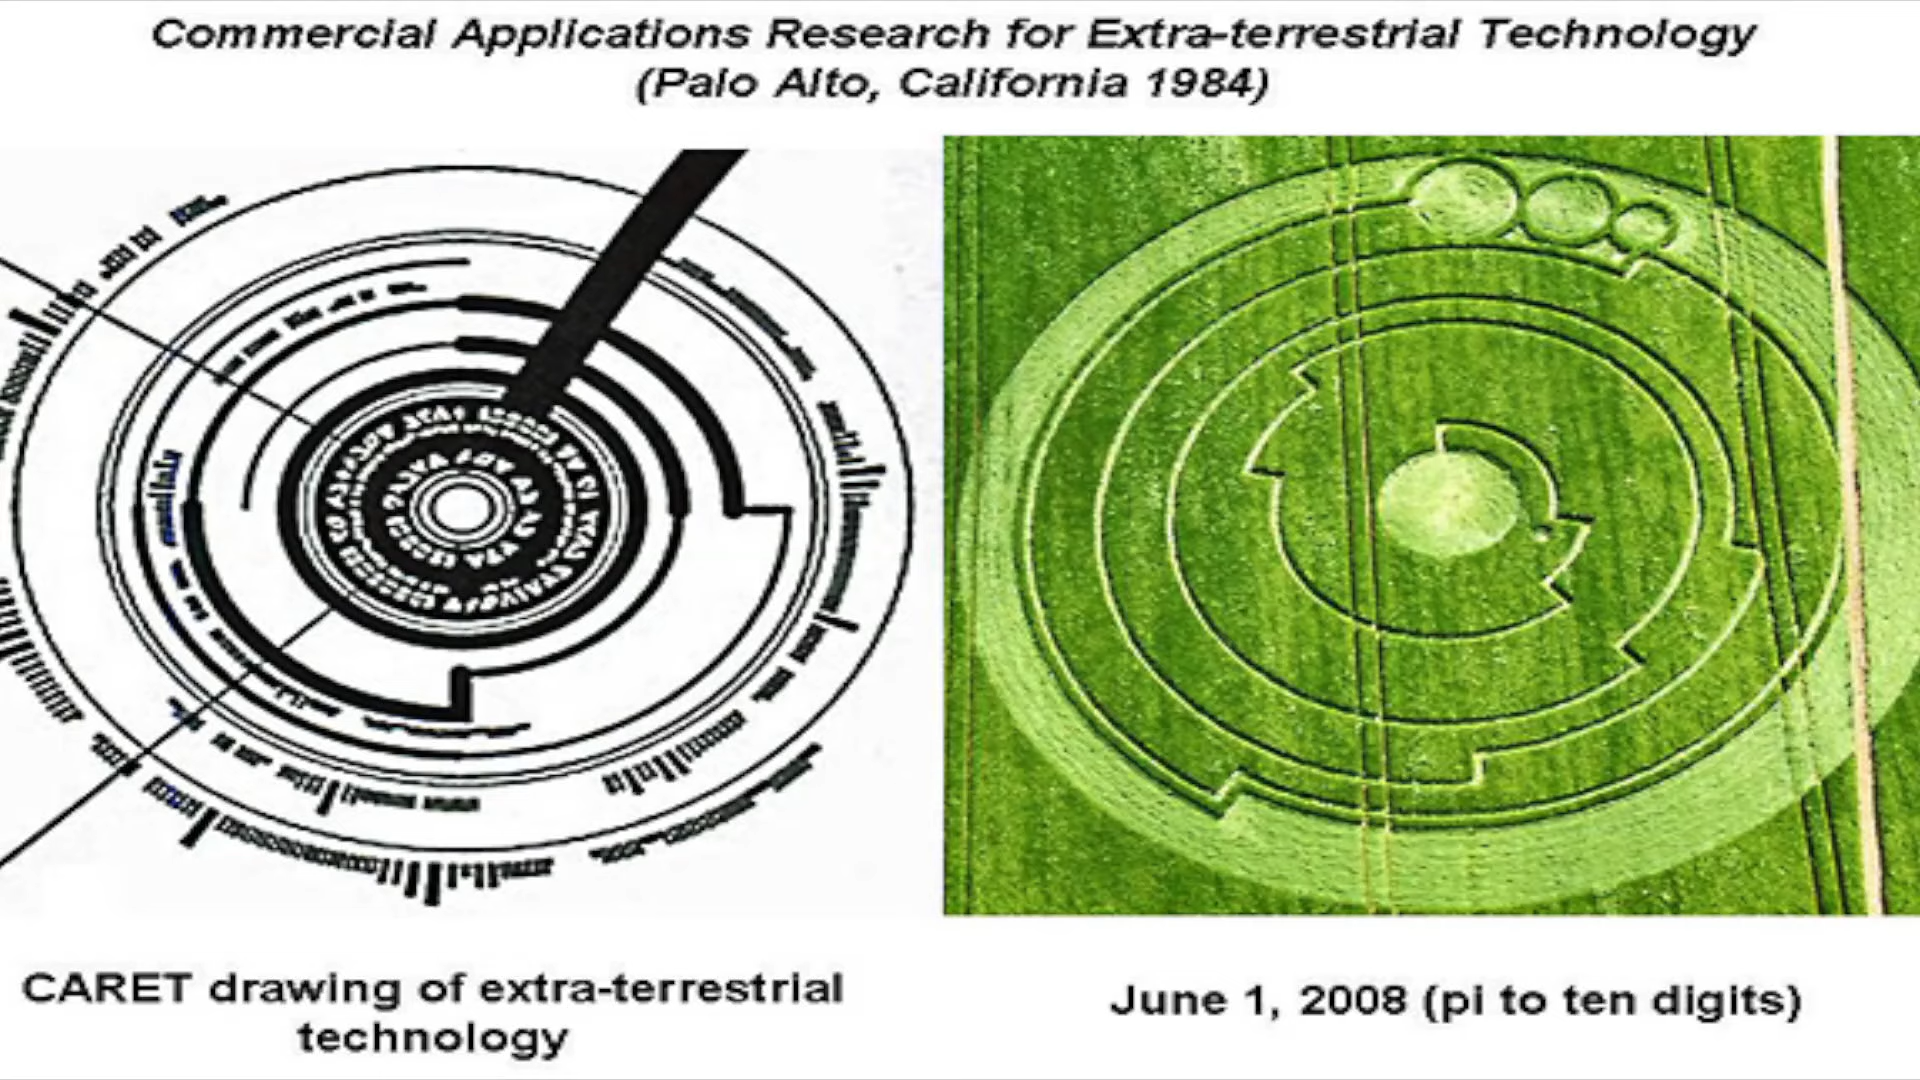 Commercial Applications Research for Extra-terrestrial Technology
(Palo Alto, California 1984)
CARET drawing of extra-terrestrial
technology
June 1, 2008 (pi to ten digits)